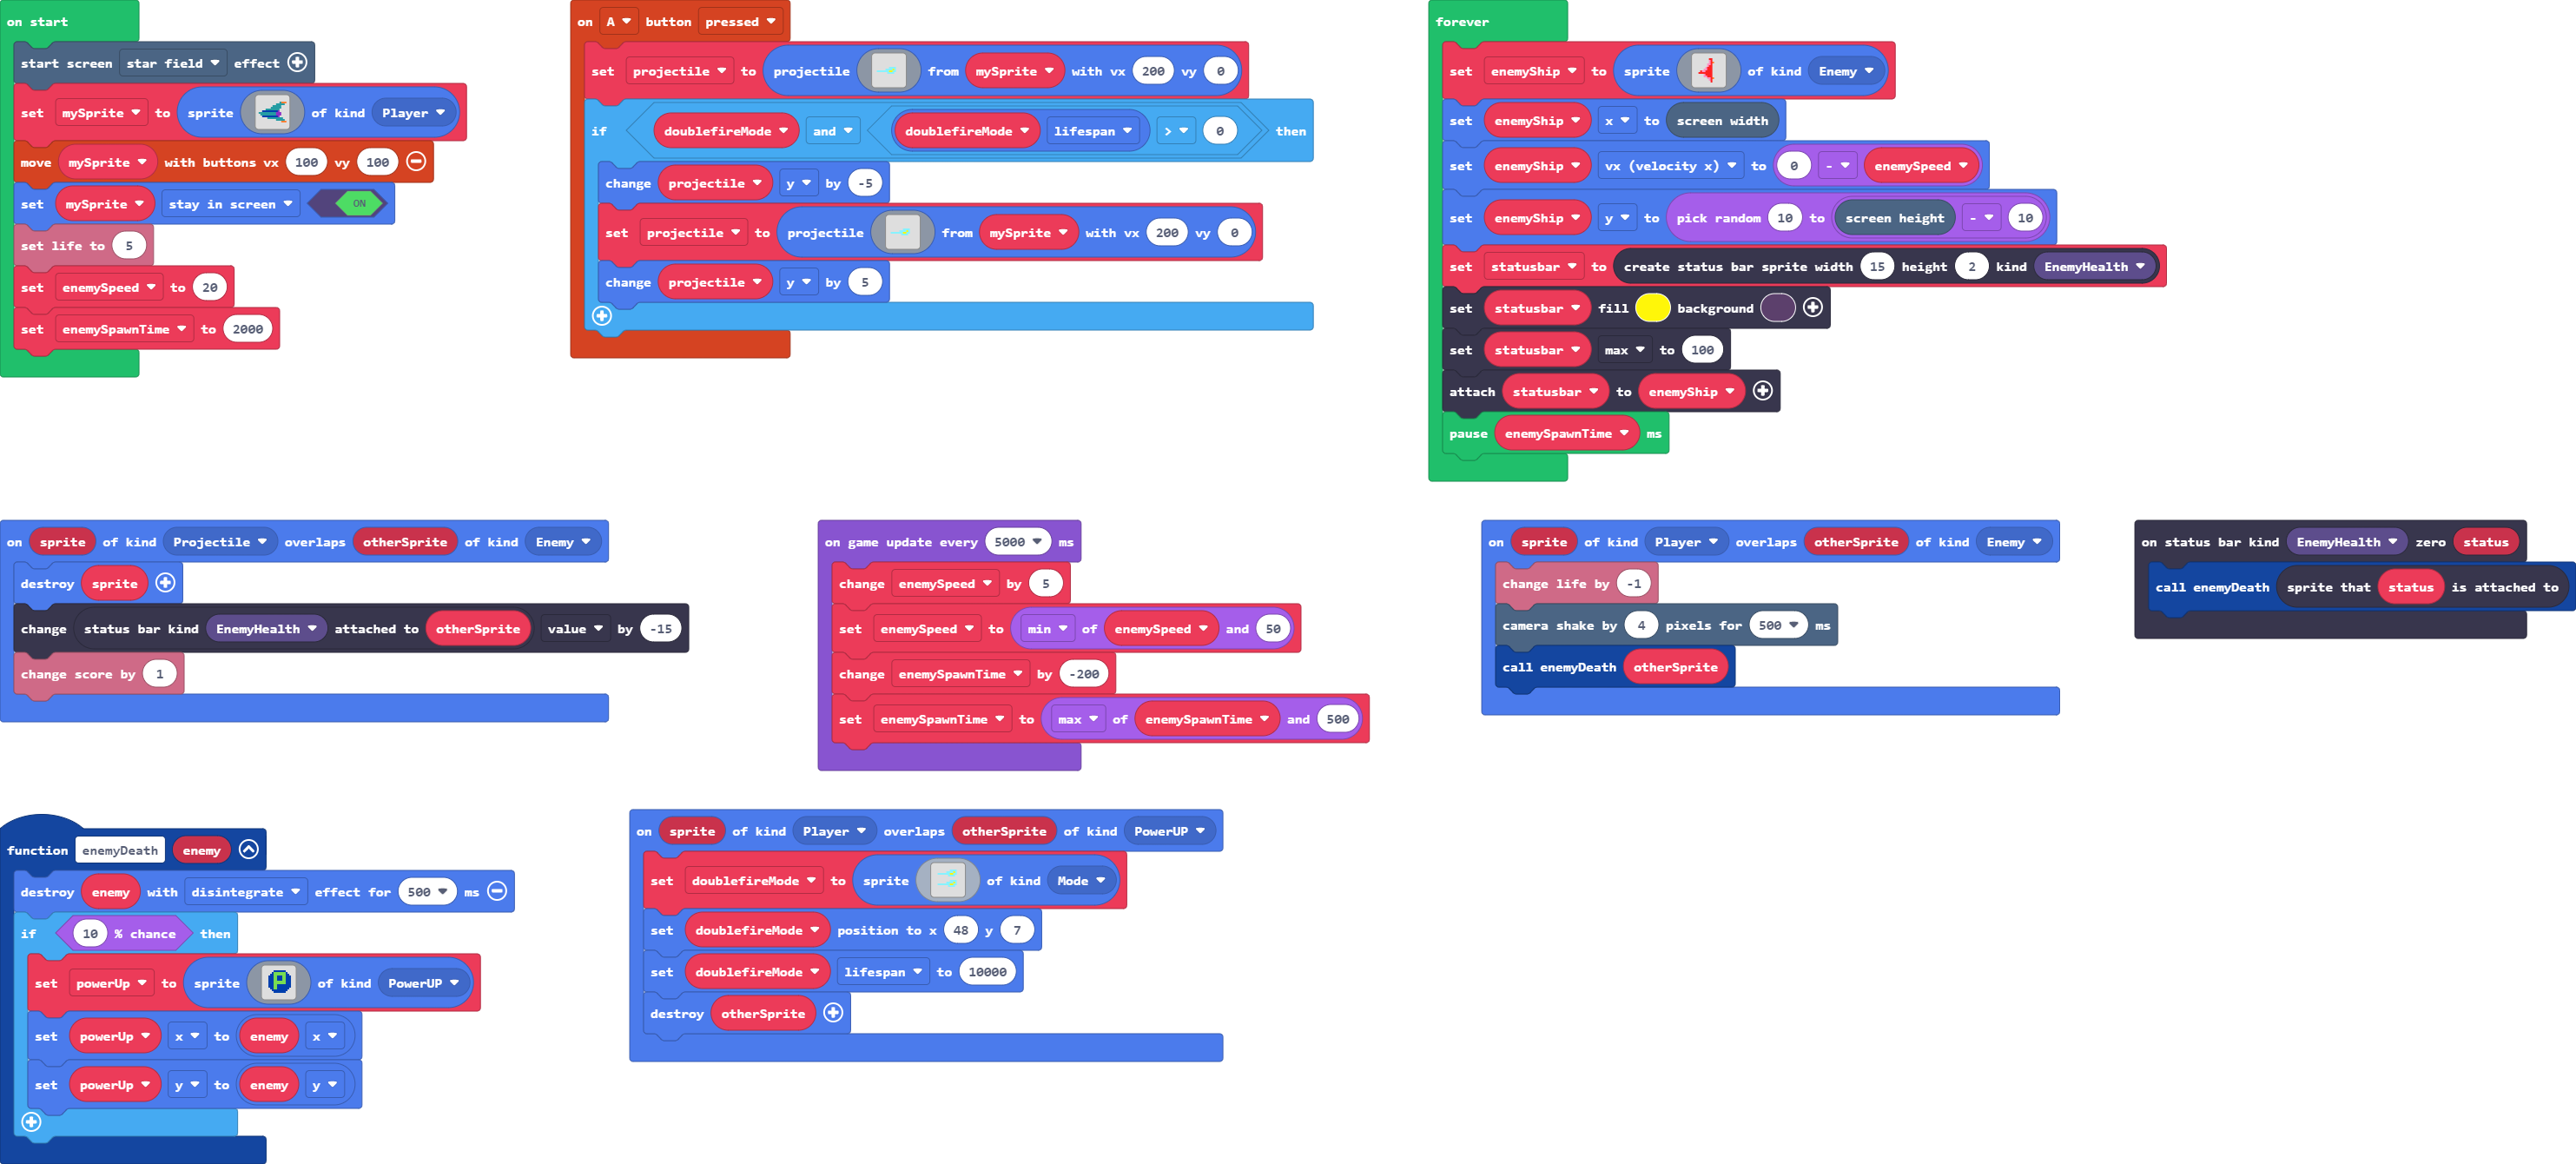 on start
start screen star field effect
set mySprite to sprite of kind Player
move mySprite with buttons vx 100 vy 100
set mySprite stay in screen ON
set life to 5
set enemySpeed to 20
set enemySpawnTime to 2000
on A button pressed
set projectile to projectile from mySprite with vx 200 vy 0
if doublefireMode and doublefireMode lifespan > 0 then
change projectile y by -5
set projectile to projectile from mySprite with vx 200 vy 0
change projectile y by 5
forever
set enemyShip to sprite of kind Enemy
set enemyShip x to screen width
set enemyShip vx (velocity x) to 0 - enemySpeed
set enemyShip y to pick random 10 to screen height - 10
set statusbar to create status bar sprite width 15 height 2 kind EnemyHealth
set statusbar fill background
set statusbar max to 100
attach statusbar to enemyShip
pause enemySpawnTime ms
on sprite of kind Projectile overlaps otherSprite of kind Enemy
destroy sprite
change status bar kind EnemyHealth attached to otherSprite value by -15
change score by 1
on game update every 5000 ms
change enemySpeed by 5
set enemySpeed to min of enemySpeed and 50
change enemySpawnTime by -200
set enemySpawnTime to max of enemySpawnTime and 500
on sprite of kind Player overlaps otherSprite of kind Enemy
change life by -1
camera shake by 4 pixels for 500 ms
call enemyDeath otherSprite
on status bar kind EnemyHealth zero status
call enemyDeath sprite that status is attached to
function enemyDeath enemy
destroy enemy with disintegrate effect for 500 ms
if 10 % chance then
set powerUp to sprite P of kind PowerUP
set powerUp x to enemy x
set powerUp y to enemy y
on sprite of kind Player overlaps otherSprite of kind PowerUP
set doublefireMode to sprite of kind Mode
set doublefireMode position to x 48 y 7
set doublefireMode lifespan to 10000
destroy otherSprite